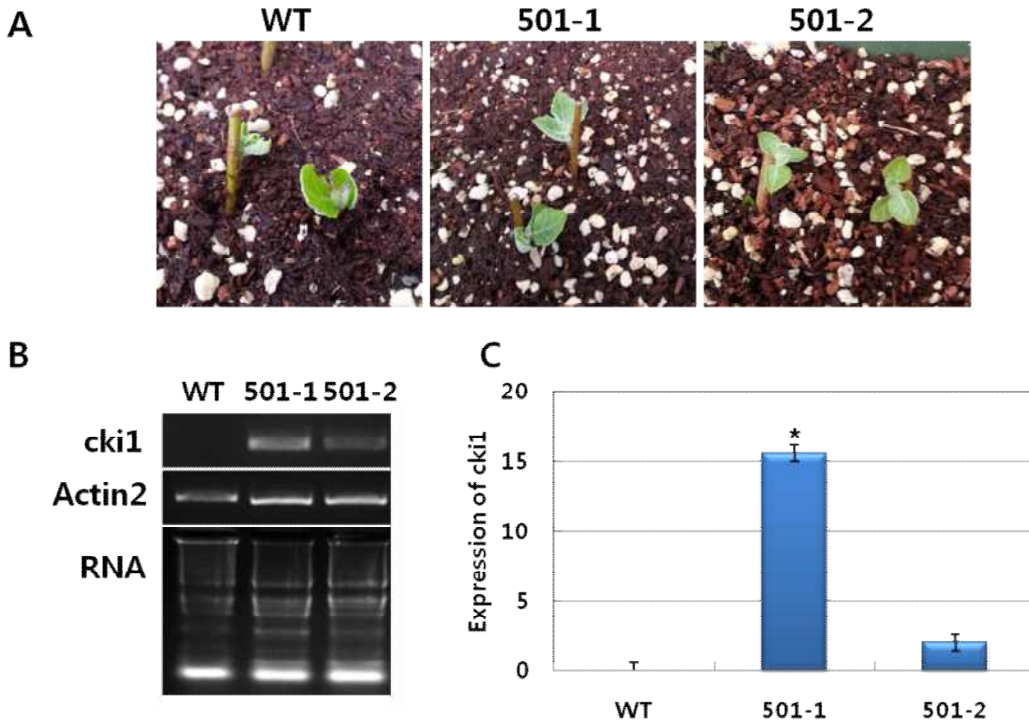 A
WT
501-1
501-2
B
WT 501-1 501-2
cki1
Actin2
RNA
C
Expression of cki1
20
15
10
5
0
*
WT
501-1
501-2